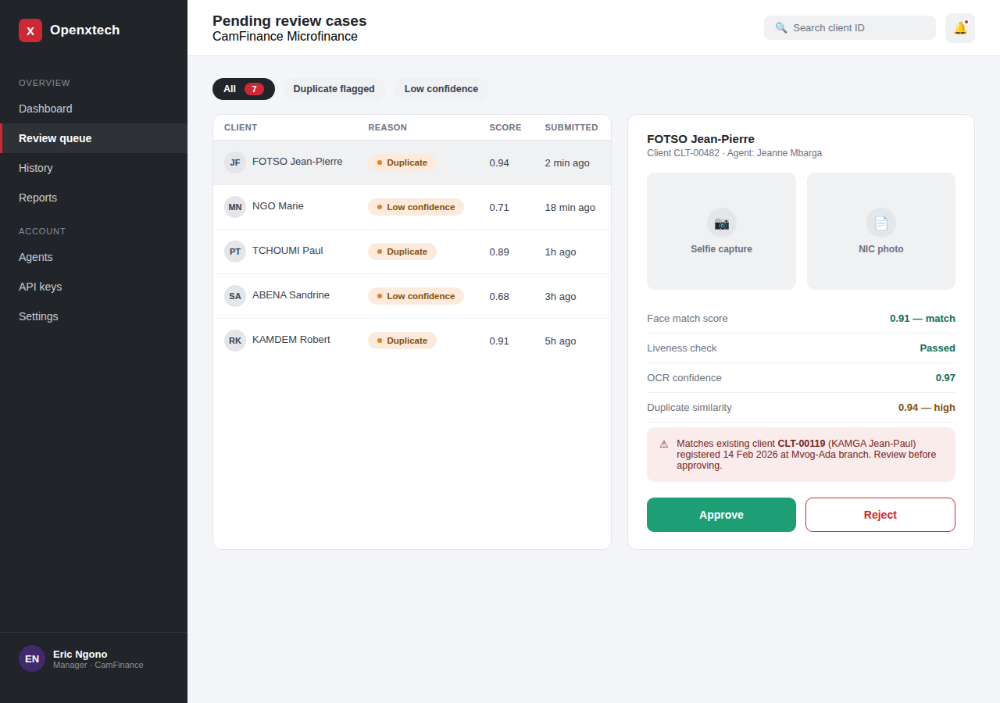 X Openxtech
OVERVIEW
Dashboard
Review queue
History
Reports
ACCOUNT
Agents
API keys
Settings
EN Eric Ngono
Manager · CamFinance
Pending review cases
CamFinance Microfinance
🔍 Search client ID
🔔
All 7 Duplicate flagged Low confidence
CLIENT REASON SCORE SUBMITTED
JF FOTSO Jean-Pierre Duplicate 0.94 2 min ago
MN NGO Marie Low confidence 0.71 18 min ago
PT TCHOUMI Paul Duplicate 0.89 1h ago
SA ABENA Sandrine Low confidence 0.68 3h ago
RK KAMDEM Robert Duplicate 0.91 5h ago
FOTSO Jean-Pierre
Client CLT-00482 · Agent: Jeanne Mbarga
Selfie capture NIC photo
Face match score 0.91 — match
Liveness check Passed
OCR confidence 0.97
Duplicate similarity 0.94 — high
⚠ Matches existing client CLT-00119 (KAMGA Jean-Paul)
registered 14 Feb 2026 at Mvog-Ada branch. Review before
approving.
Approve Reject